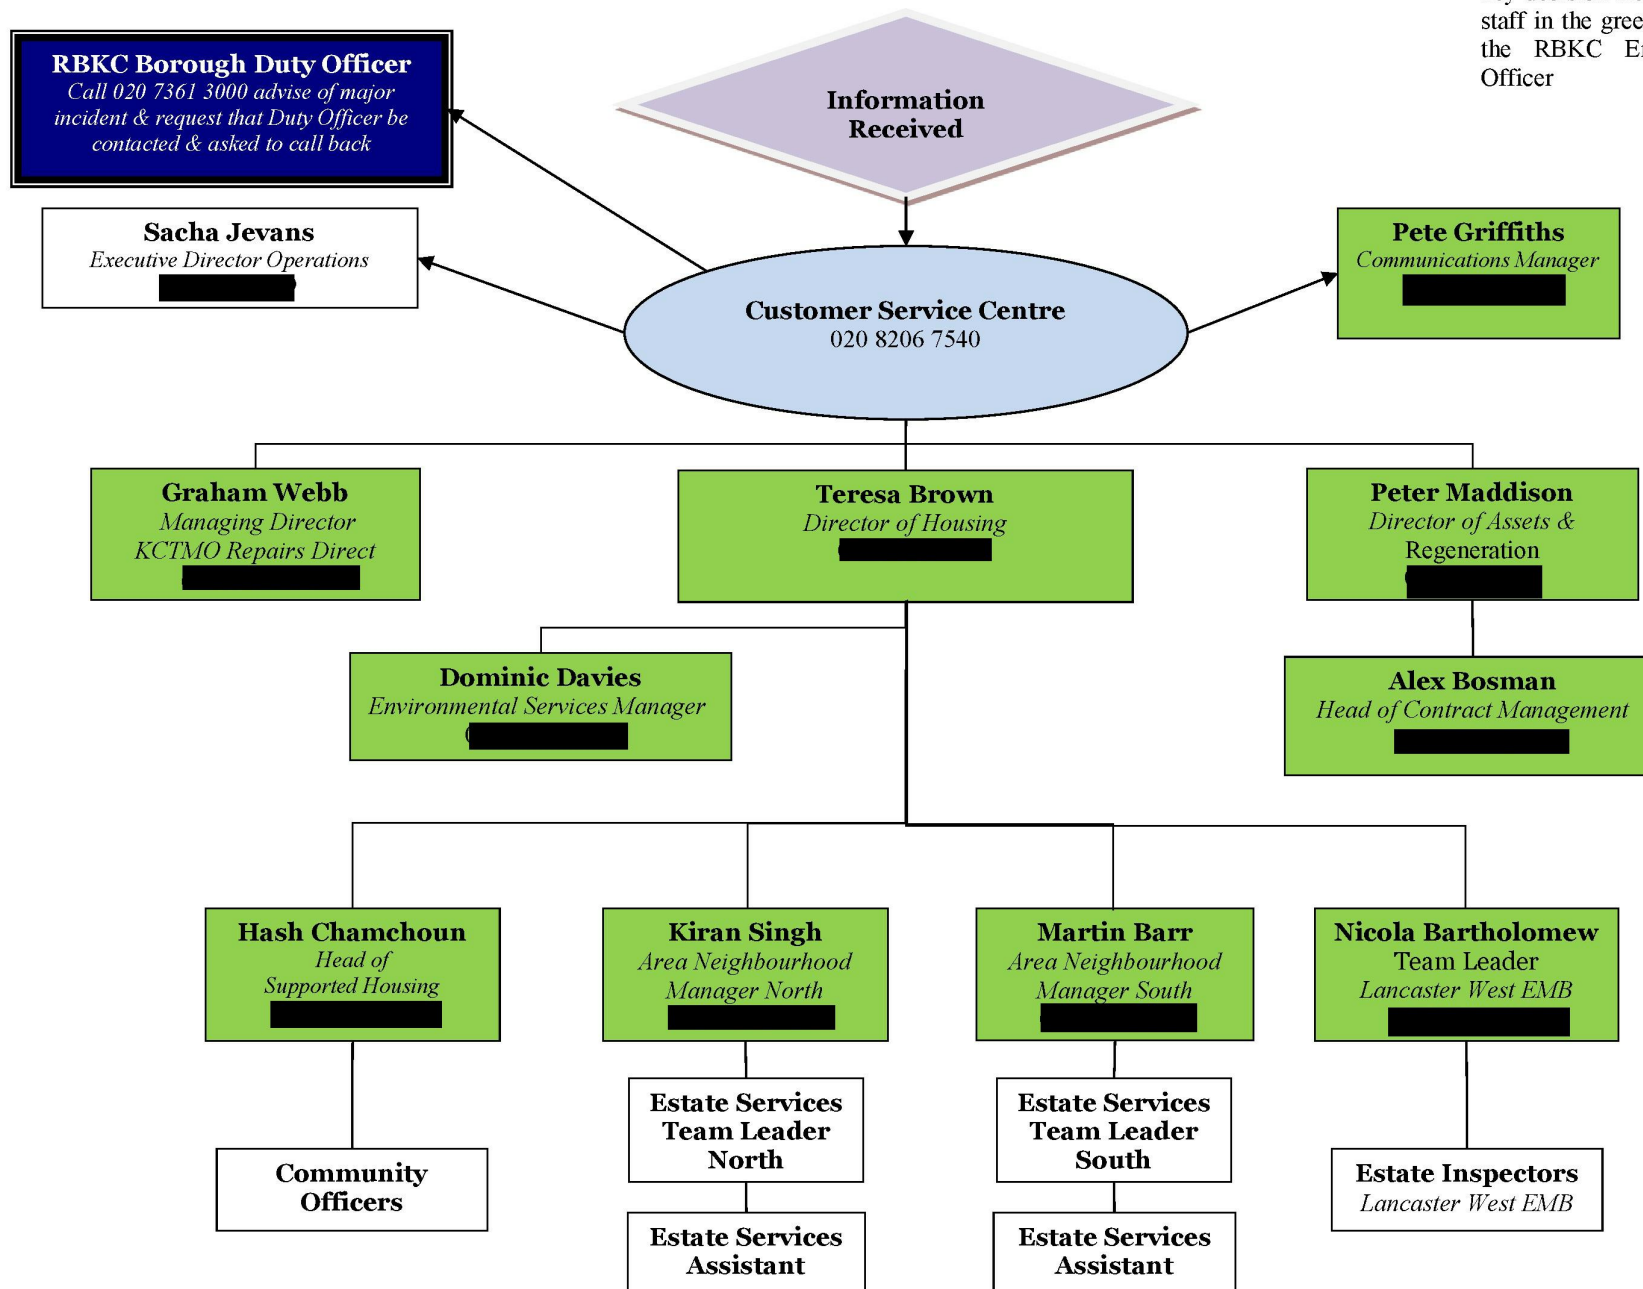 staff in the gree
the RBKC
Officer
RBKC Borough Duty Officer
Call 020 7361 3000 advise of major
incident & request that Duty Officer be
contacted & asked to call back
Information
Received
Sacha Jevans
Executive Director Operations
Pete Griffiths
Communications Manager
Customer Service Centre
020 8206 7540
Graham Webb
Managing Director
KCTMO Repairs Direct
Teresa Brown
Director of Housing
Peter Maddison
Director of Assets &
Regeneration
Dominic Davies
Environmental Services Manager
Alex Bosman
Head of Contract Management
Hash Chamchoun
Head of
Supported Housing
Kiran Singh
Area Neighbourhood
Manager North
Martin Barr
Area Neighbourhood
Manager South
Nicola Bartholomew
Team Leader
Lancaster West EMB
Estate Services
Team Leader
North
Estate Services
Team Leader
South
Community
Officers
Estate Inspectors
Lancaster West EMB
Estate Services
Assistant
Estate Services
Assistant